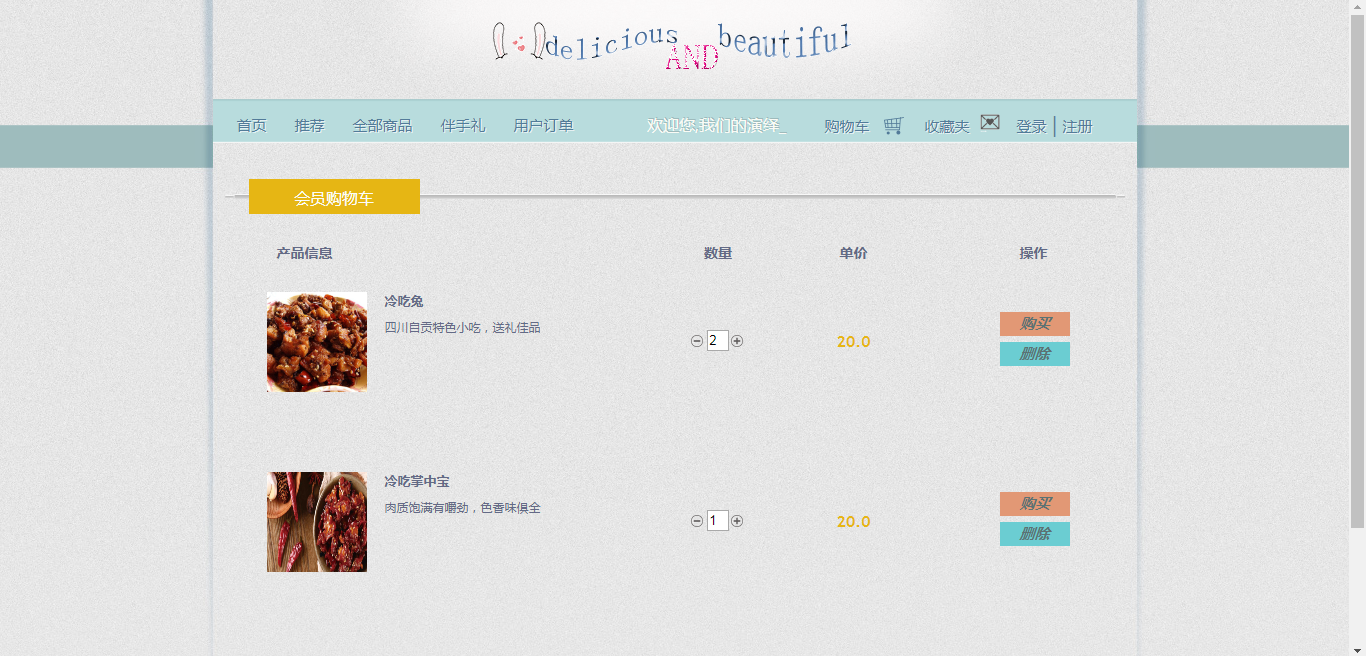 delicious AND beautiful
首页 推荐 全部商品 伴手礼 用户订单 欢迎您,我们的演绎_ 购物车 收藏夹 登录 | 注册
会员购物车
产品信息 数量 单价 操作
冷吃兔
四川自贡特色小吃，送礼佳品
2 20.0
购买
删除
冷吃掌中宝
肉质饱满有嚼劲，色香味俱全
1 20.0
购买
删除